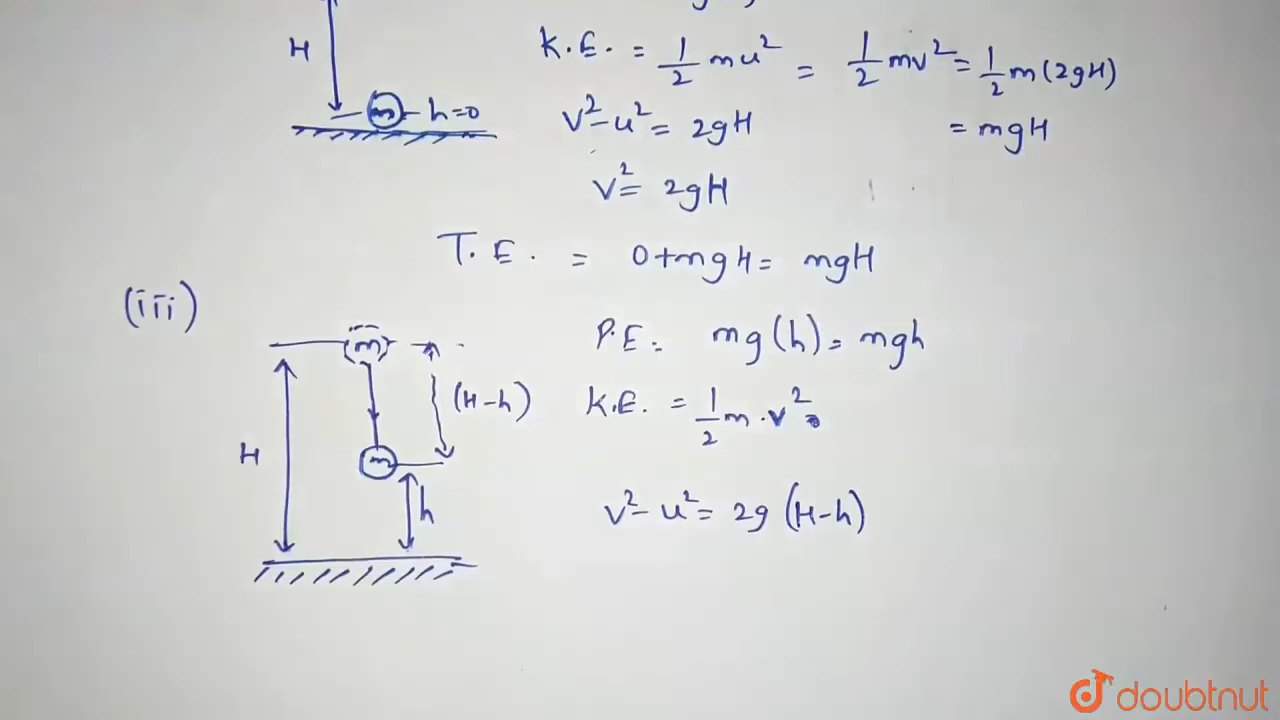 H
K.E. = 1/2 mu² = 1/2 mv² = 1/2 m(2gH)
m h=0
v²-u² = 2gH
= mgH
v² = 2gH
T.E. = 0+mgH = mgH
(iii)
(m)
P.E = mg(h) = mgh
(H-h)
K.E. = 1/2 m.v²
H
m
h
v²-u² = 2g (H-h)
doubtnut